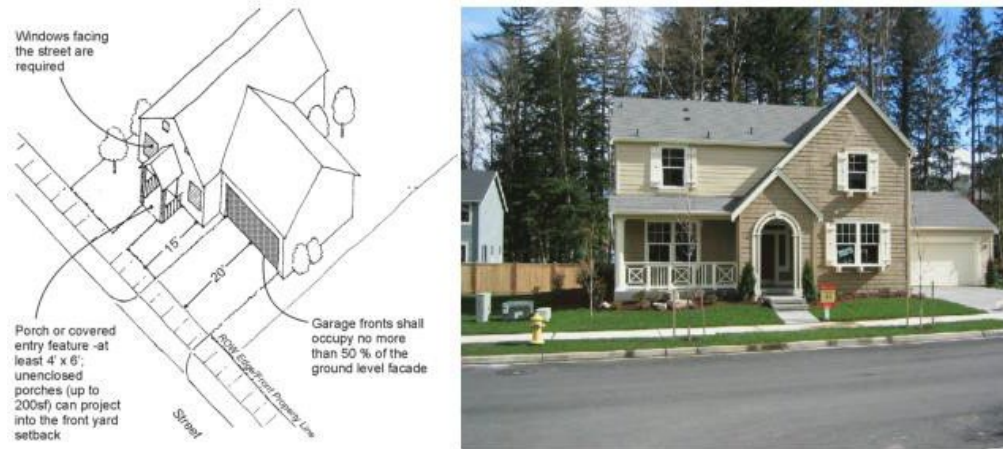 Windows facing
the street are
required
15'
20'
Porch or covered
entry feature -at
least 4' x 6';
unenclosed
porches (up to
200sf) can project
into the front yard
setback
Garage fronts shall
occupy no more
than 50 % of the
ground level facade
ROW Edge/Front Property Line
Street